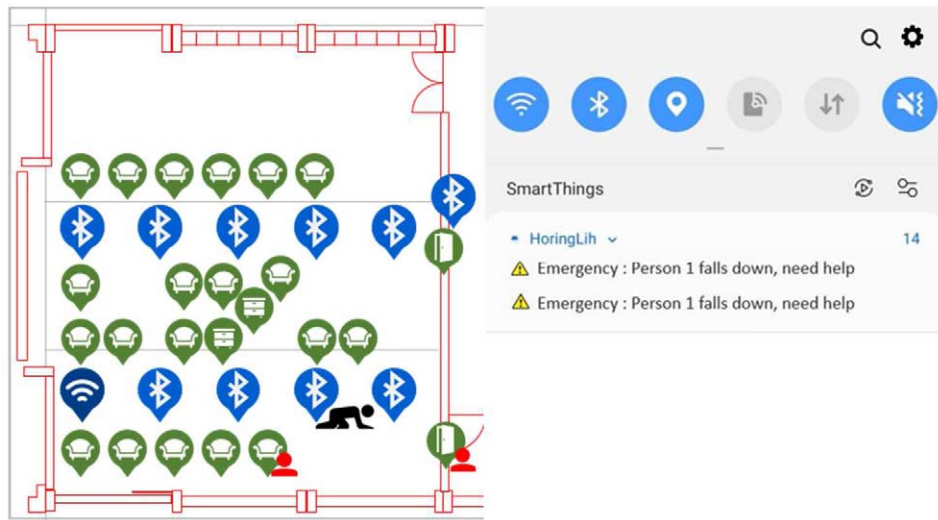 SmartThings
HoringLih 14
Emergency : Person 1 falls down, need help
Emergency : Person 1 falls down, need help